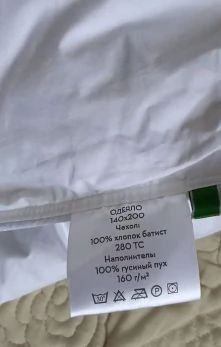 ОДЕЯЛО
140x200
Чехол:
100% хлопок батист
280 ТС
Наполнитель
100% гусиный пух
160 г/м²